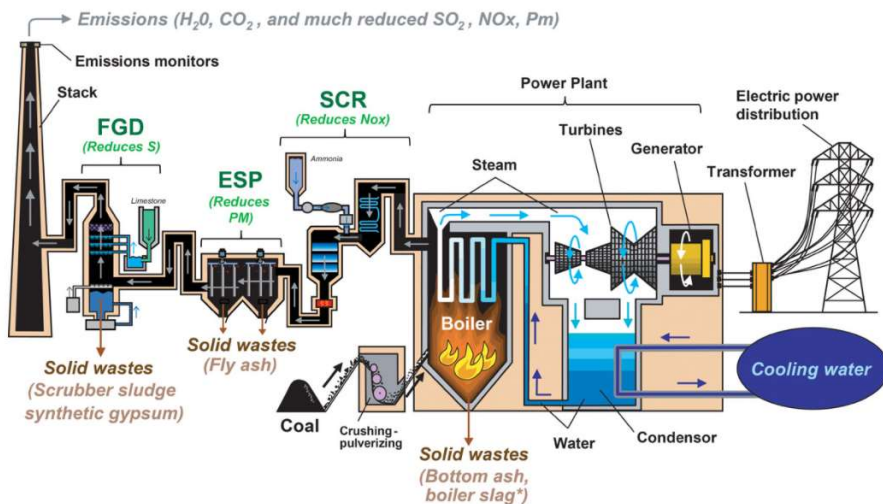 Emissions (H20, CO2, and much reduced SO2, NOx, Pm)
Emissions monitors
Stack
FGD
(Reduces S)
Limestone
ESP
(Reduces
PM)
SCR
(Reduces Nox)
Ammonia
Power Plant
Steam
Turbines
Generator
Electric power
distribution
Transformer
Boiler
Cooling water
Solid wastes
(Scrubber sludge
synthetic gypsum)
Solid wastes
(Fly ash)
Coal
Crushing-
pulverizing
Water
Condensor
Solid wastes
(Bottom ash,
boiler slag*)